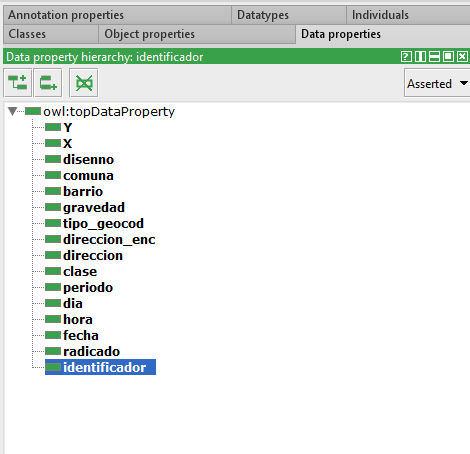 Annotation properties Datatypes Individuals
Classes Object properties Data properties
Data property hierarchy: identificador
Asserted
owl:topDataProperty
Y
X
disenno
comuna
barrio
gravedad
tipo_geocod
direccion_enc
direccion
clase
periodo
dia
hora
fecha
radicado
identificador